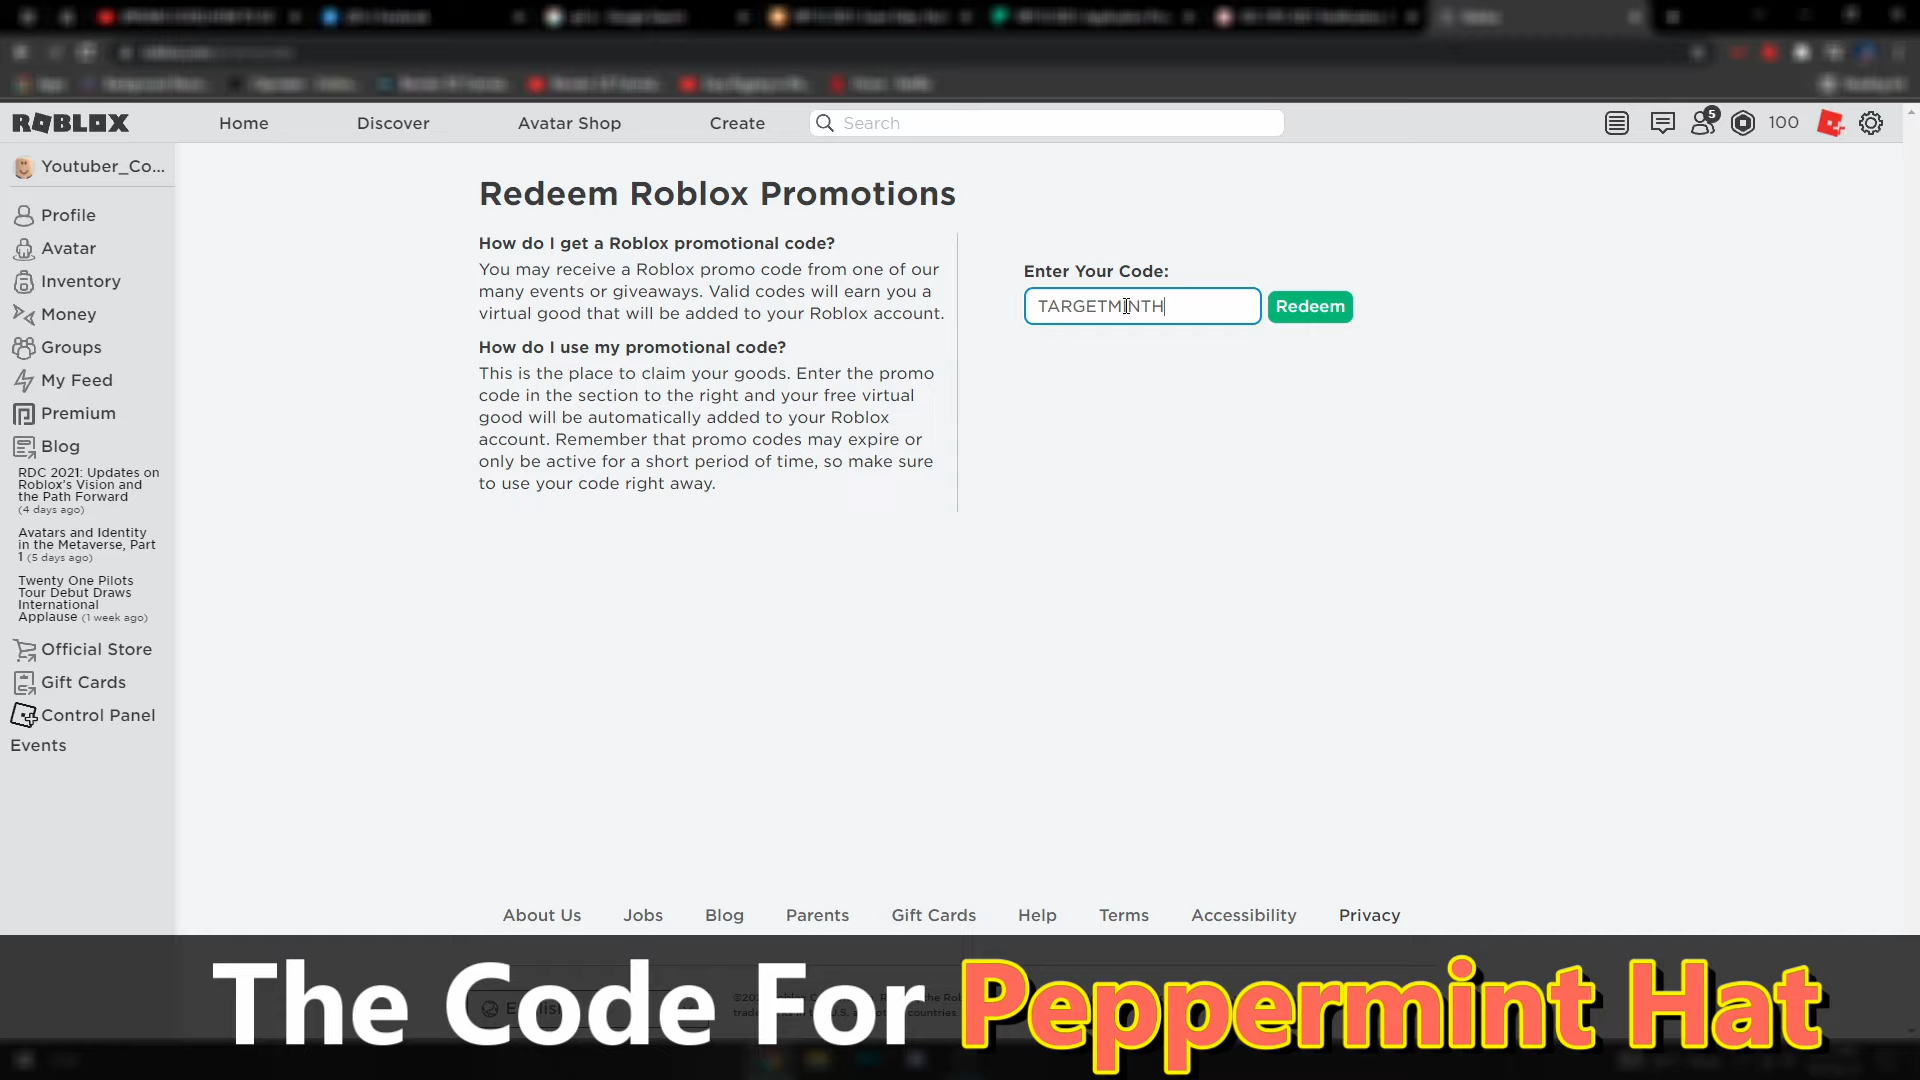 ROBLOX
Home
Discover
Avatar Shop
Create
Search
5
100
Youtuber_Co...
Profile
Avatar
Inventory
Money
Groups
My Feed
Premium
Blog
RDC 2021: Updates on
Roblox's Vision and
the Path Forward
(4 days ago)
Avatars and Identity
in the Metaverse, Part
1 (5 days ago)
Twenty One Pilots
Tour Debut Draws
International
Applause (1 week ago)
Official Store
Gift Cards
Control Panel
Events
Redeem Roblox Promotions
How do I get a Roblox promotional code?
You may receive a Roblox promo code from one of our
many events or giveaways. Valid codes will earn you a
virtual good that will be added to your Roblox account.
How do I use my promotional code?
This is the place to claim your goods. Enter the promo
code in the section to the right and your free virtual
good will be automatically added to your Roblox
account. Remember that promo codes may expire or
only be active for a short period of time, so make sure
to use your code right away.
Enter Your Code:
TARGETMINTH
Redeem
About Us
Jobs
Blog
Parents
Gift Cards
Help
Terms
Accessibility
Privacy
The Code For Peppermint Hat